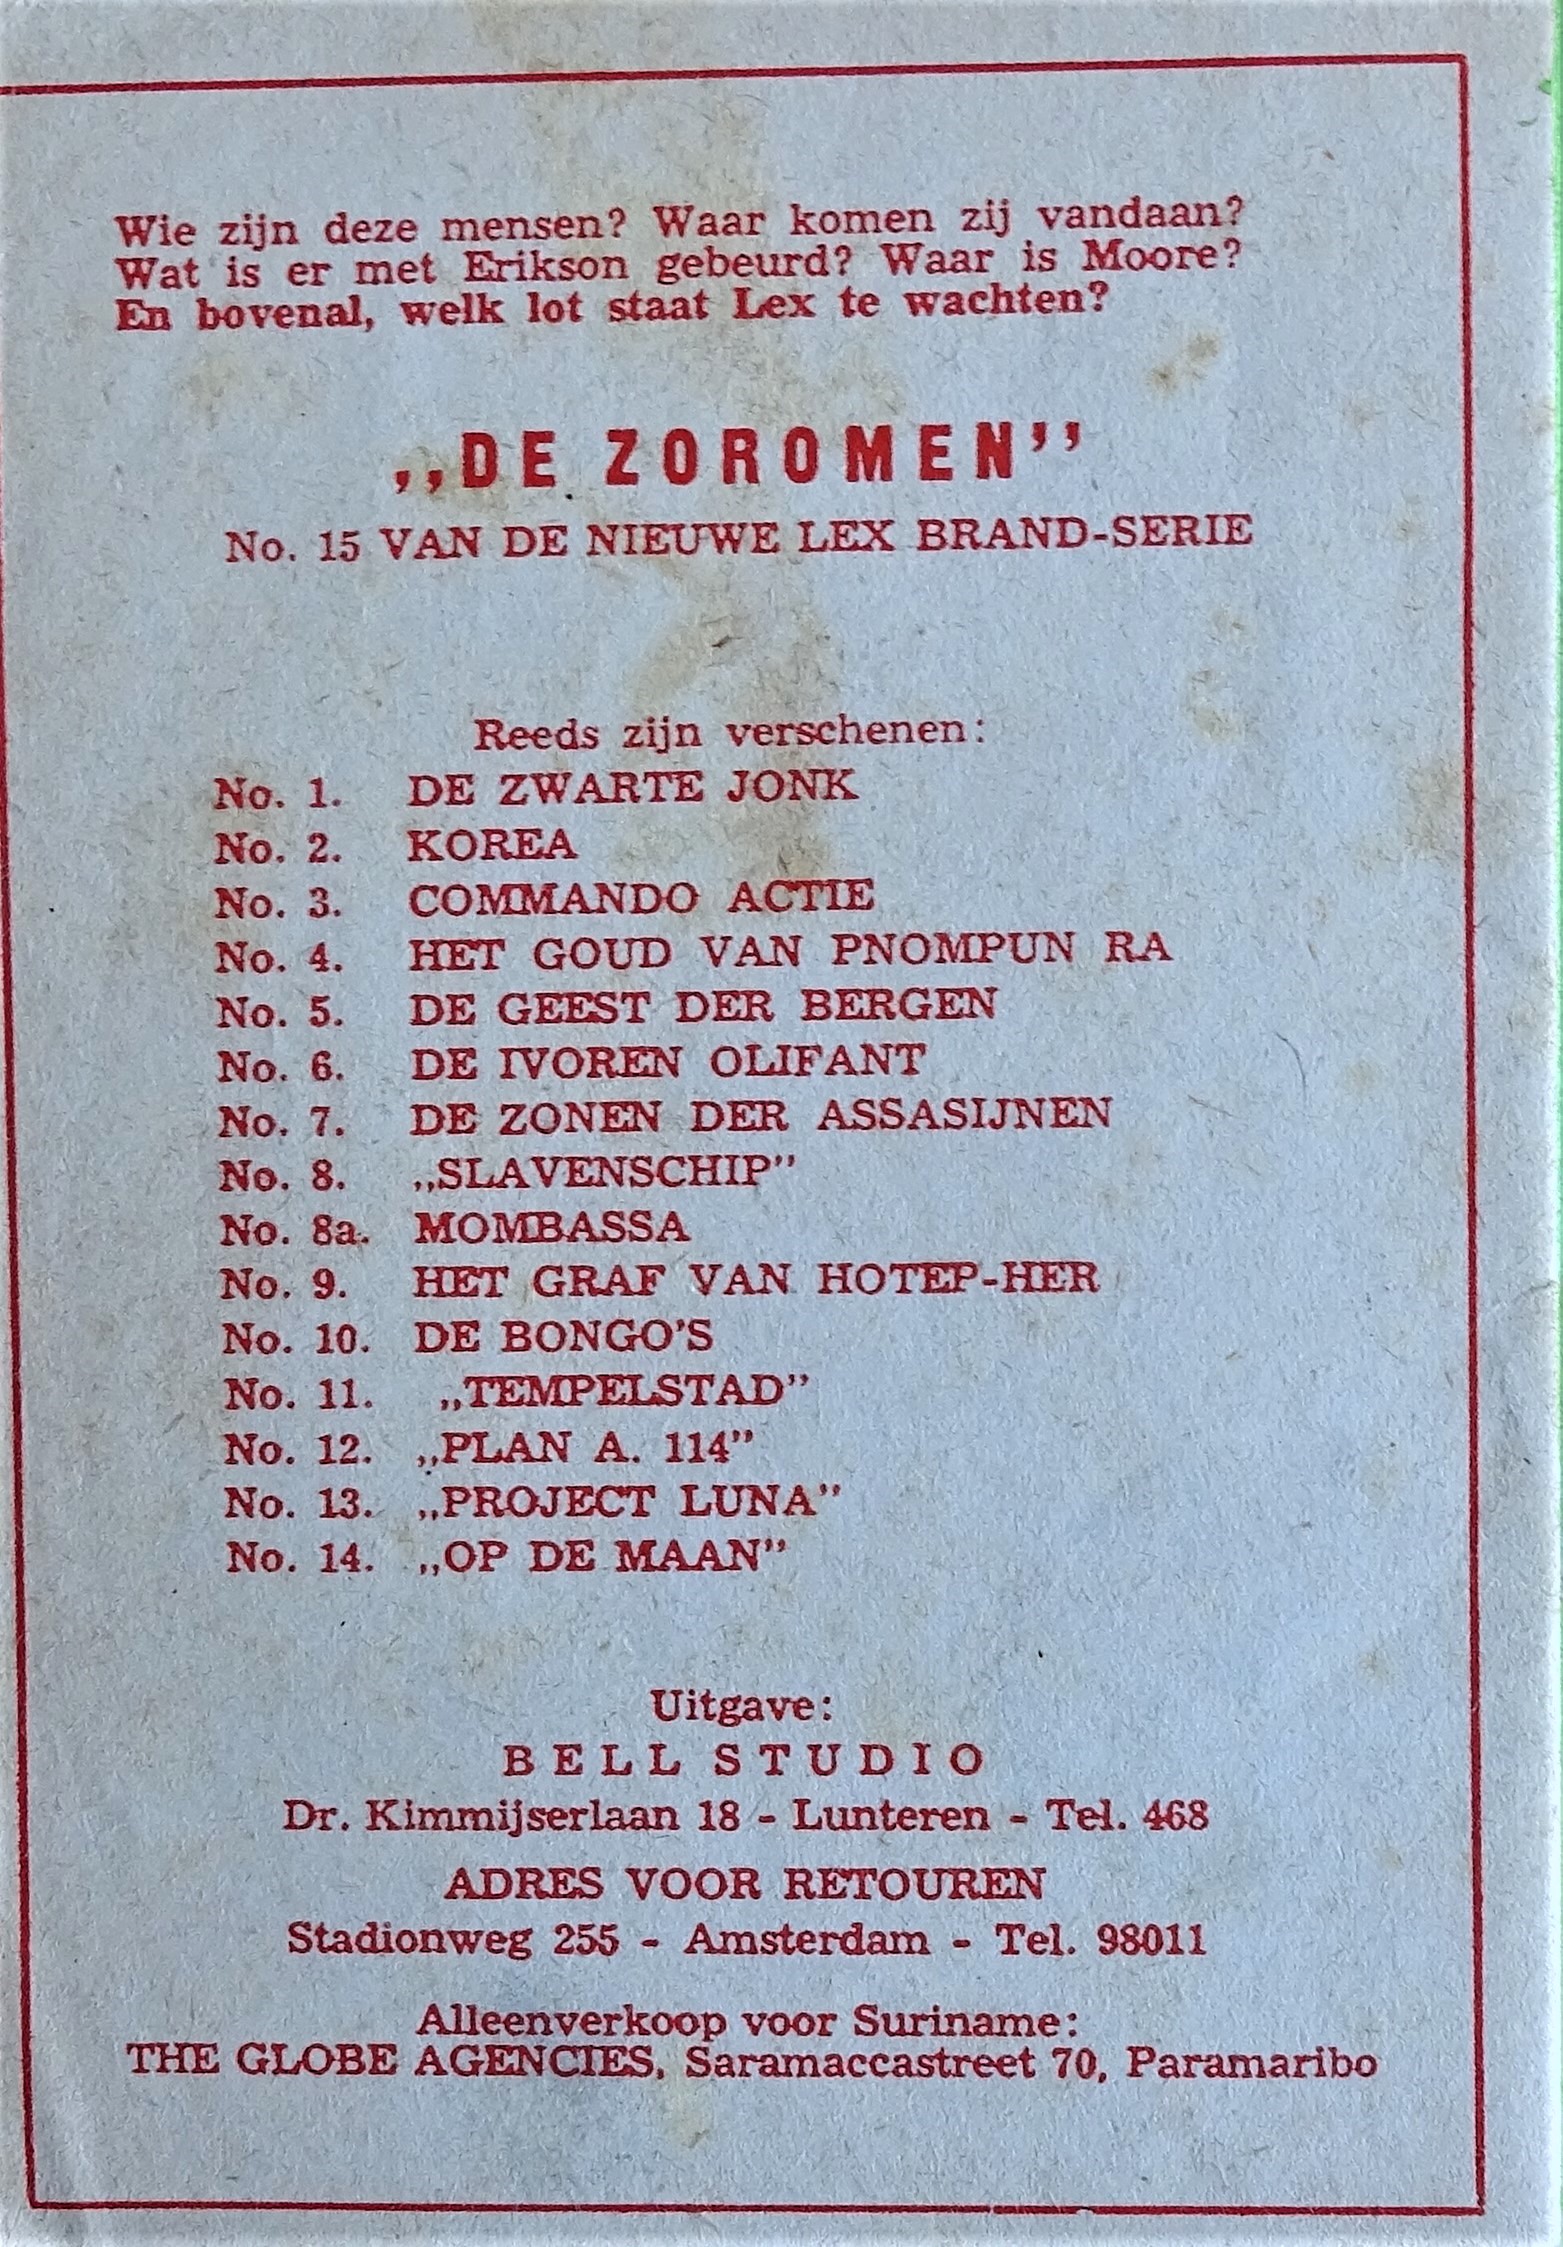 Wie zijn deze mensen? Waar komen zij vandaan?
Wat is er met Erikson gebeurd? Waar is Moore?
En bovenal, welk lot staat Lex te wachten?
,,DE ZOROMEN’’
No. 15 VAN DE NIEUWE LEX BRAND-SERIE
Reeds zijn verschenen:
No. 1. DE ZWARTE JONK
No. 2. KOREA
No. 3. COMMANDO ACTIE
No. 4. HET GOUD VAN PNOMPUN RA
No. 5. DE GEEST DER BERGEN
No. 6. DE IVOREN OLIFANT
No. 7. DE ZONEN DER ASSASIJNEN
No. 8. ,,SLAVENSCHIP’’
No. 8a. MOMBASSA
No. 9. HET GRAF VAN HOTEP-HER
No. 10. DE BONGO’S
No. 11. ,,TEMPELSTAD’’
No. 12. ,,PLAN A. 114’’
No. 13. ,,PROJECT LUNA’’
No. 14. ,,OP DE MAAN’’
Uitgave:
BELL STUDIO
Dr. Kimmijserlaan 18 - Lunteren - Tel. 468
ADRES VOOR RETOUREN
Stadionweg 255 - Amsterdam - Tel. 98011
Alleenverkoop voor Suriname:
THE GLOBE AGENCIES, Saramaccastreet 70, Paramaribo